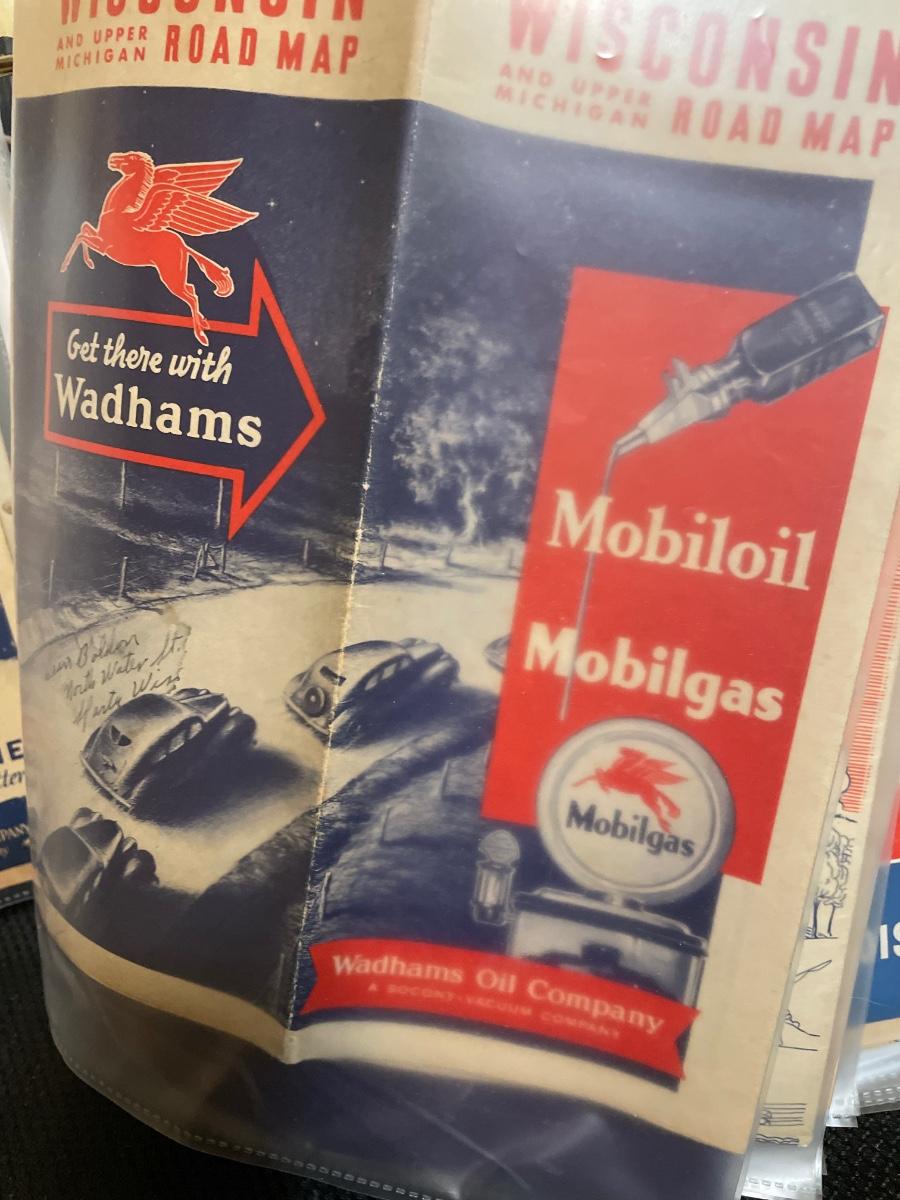 WISCONSIN
AND UPPER
MICHIGAN
ROAD MAP
Get there with
Wadhams
Boldon
North Water St.
WISCONSIN
AND UPPER
MICHIGAN
ROAD MAP
Mobiloil
Mobilgas
Mobilgas
Wadhams Oil Company
A SOCONY-VACUUM COMPANY